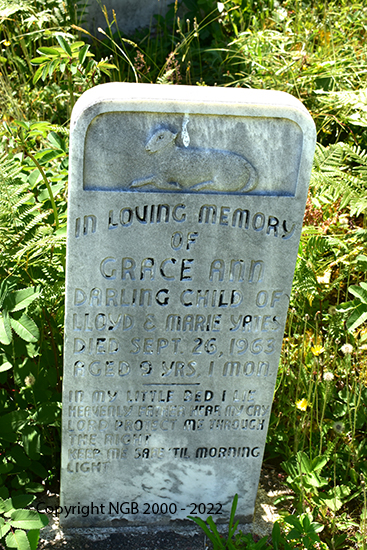 IN LOVING MEMORY
OF
GRACE ANN
DARLING CHILD OF
LLOYD & MARIE YATES
DIED SEPT. 26, 1963
AGED 9 YRS. 1 MON.
IN MY LITTLE BED I LIE
HEAVENLY HEAR MY CRY
LORD PROTECT ME THROUGH
THE NIGHT
KEEP ME SAFE 'TIL MORNING
LIGHT
Copyright NGB 2000 - 2022